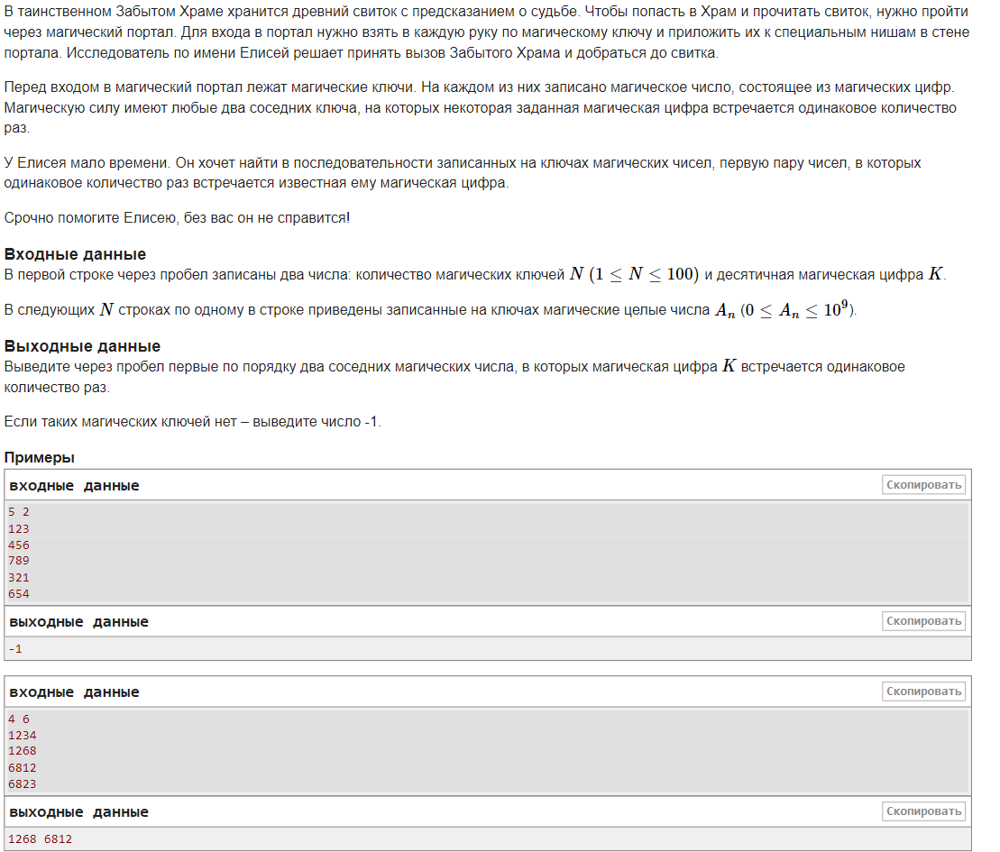 В таинственном Забытом Храме хранится древний свиток с предсказанием о судьбе. Чтобы попасть в Храм и прочитать свиток, нужно пройти
через магический портал. Для входа в портал нужно взять в каждую руку по магическому ключу и приложить их к специальным нишам в стене
портала. Исследователь по имени Елисей решает принять вызов Забытого Храма и добраться до свитка.
Перед входом в магический портал лежат магические ключи. На каждом из них записано магическое число, состоящее из магических цифр.
Магическую силу имеют любые два соседних ключа, на которых некоторая заданная магическая цифра встречается одинаковое количество
раз.
У Елисея мало времени. Он хочет найти в последовательности записанных на ключах магических чисел, первую пару чисел, в которых
одинаковое количество раз встречается известная ему магическая цифра.
Срочно помогите Елисею, без вас он не справится!
Входные данные
В первой строке через пробел записаны два числа: количество магических ключей N (1 ≤ N ≤ 100) и десятичная магическая цифра K.
В следующих N строках по одному в строке приведены записанные на ключах магические целые числа Aₙ (0 ≤ Aₙ ≤ 10⁹).
Выходные данные
Выведите через пробел первые по порядку два соседних магических числа, в которых магическая цифра K встречается одинаковое
количество раз.
Если таких магических ключей нет – выведите число -1.
Примеры
входные данные Скопировать
5 2
123
456
789
321
654
выходные данные Скопировать
-1
входные данные Скопировать
4 6
1234
1268
6812
6823
выходные данные Скопировать
1268 6812